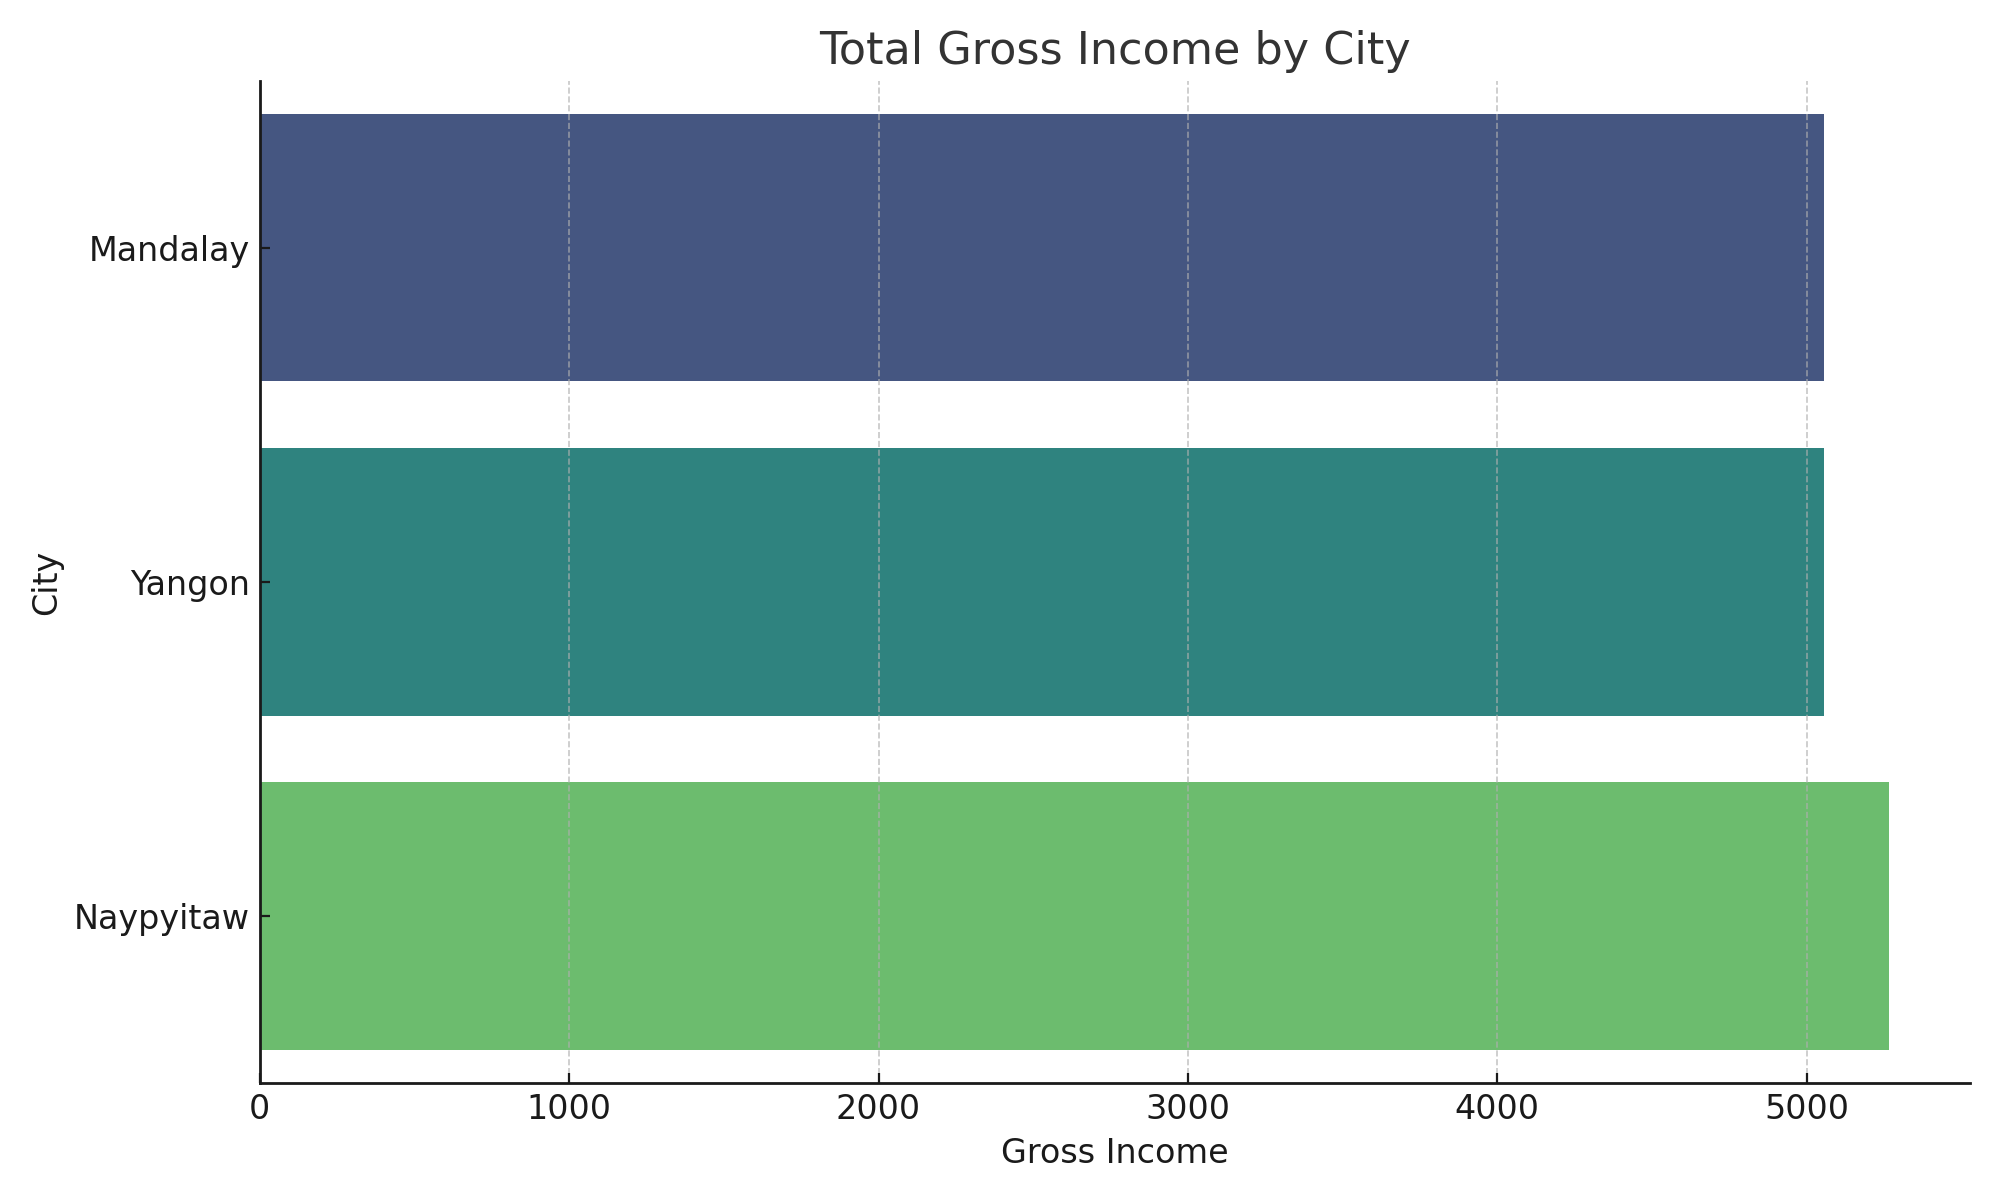 Total Gross Income by City
Mandalay
Yangon
Naypyitaw
City
0 1000 2000 3000 4000 5000
Gross Income